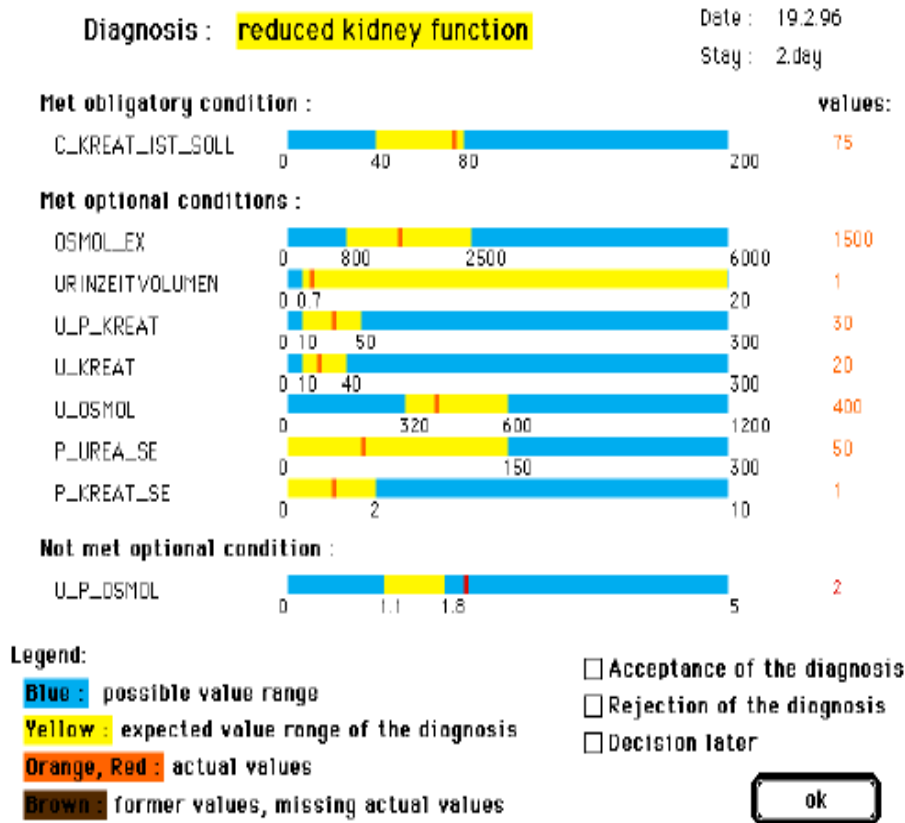 Diagnosis : reduced kidney function
Date : 19.2.96
Stay : 2.day
Met obligatory condition :
values:
C_KREAT_IST_SOLL
75
0 40 80 200
Met optional conditions :
OSMOL_EX
1500
0 800 2500 6000
URINZEITVOLUMEN
1
0 0.7 20
U_P_KREAT
30
0 10 50 300
U_KREAT
20
0 10 40 300
U_OSMOL
400
0 320 600 1200
P_UREA_SE
50
0 150 300
P_KREAT_SE
1
0 2 10
Not met optional condition :
U_P_OSMOL
2
0 1.1 1.8 5
Legend:
Blue : possible value range
Yellow : expected value range of the diagnosis
Orange, Red : actual values
Brown : former values, missing actual values
Acceptance of the diagnosis
Rejection of the diagnosis
Decision later
ok